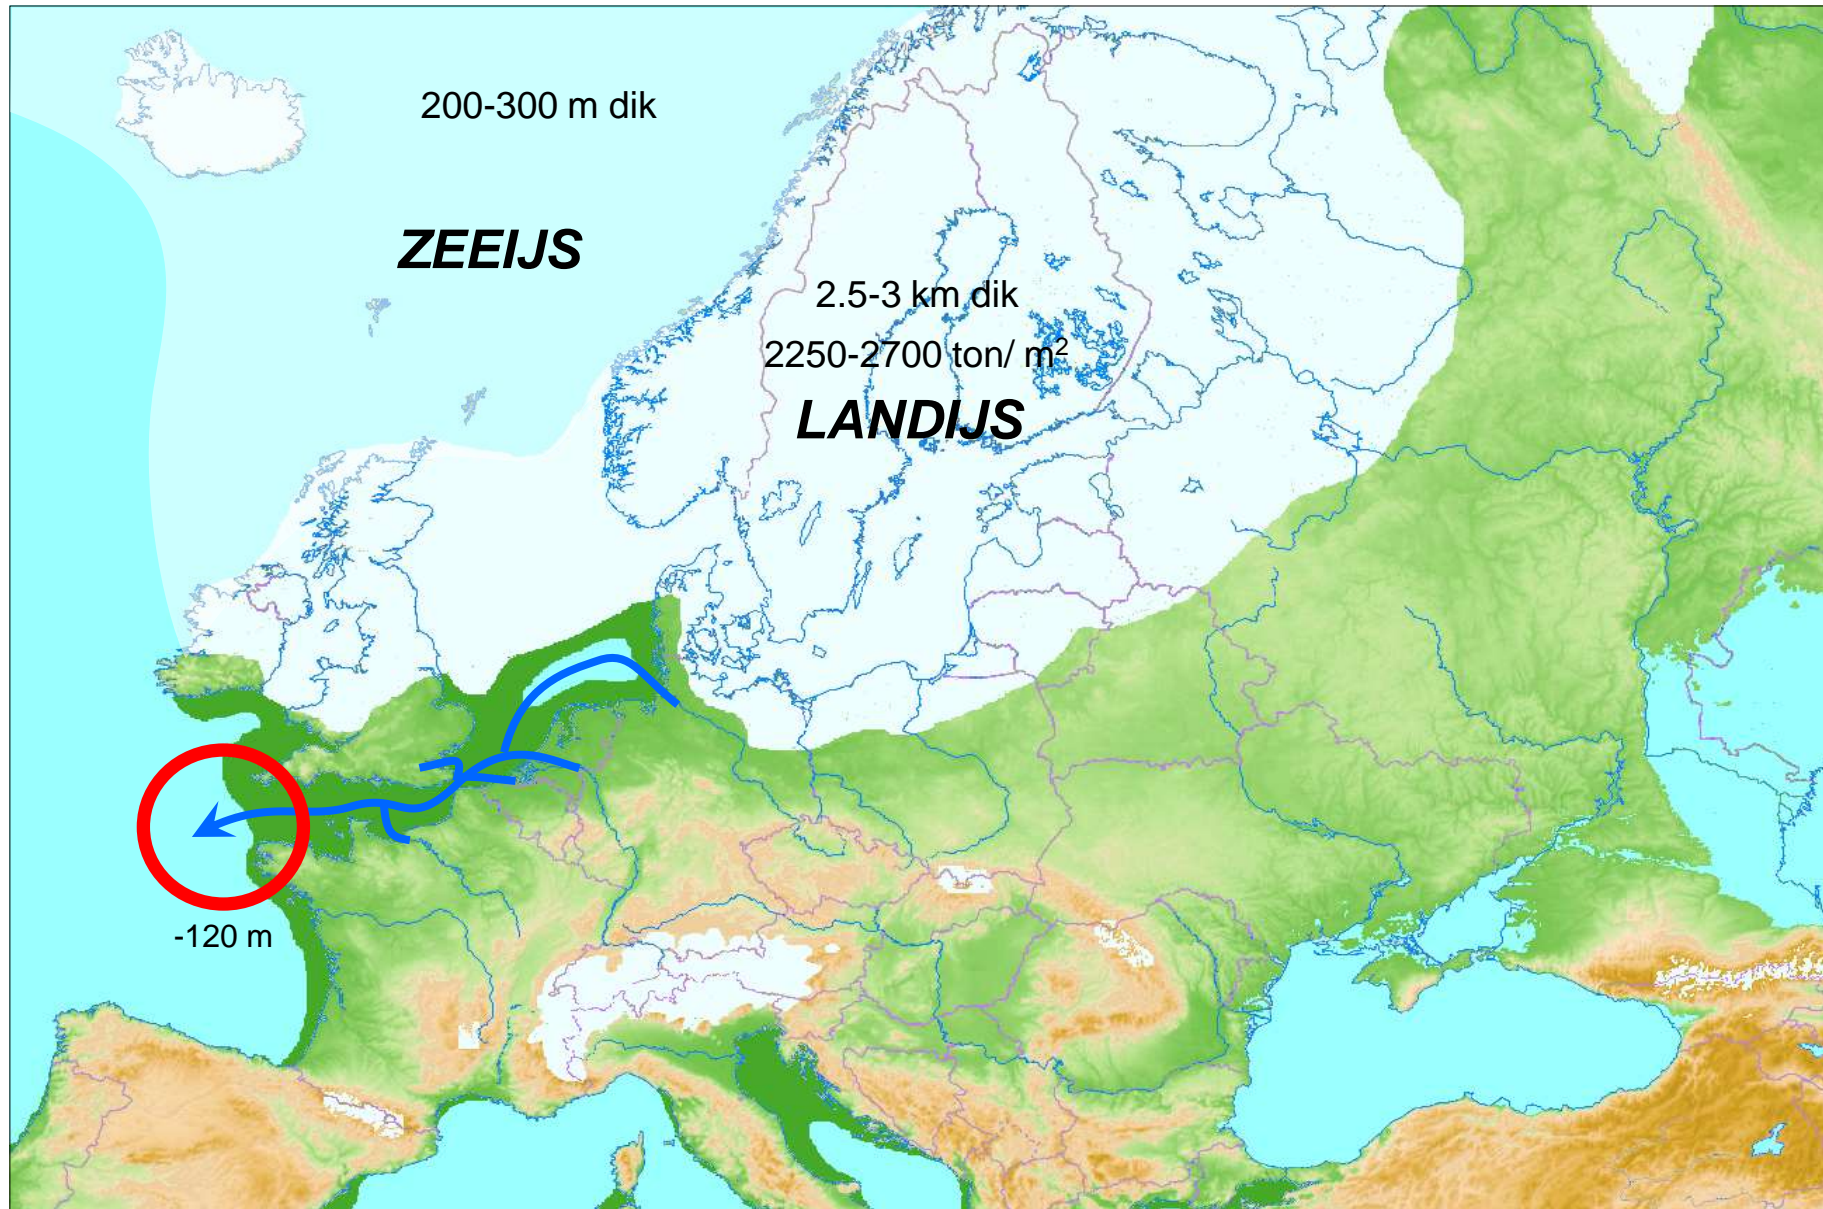 200-300 m dik
ZEEIJS
2.5-3 km dik
2250-2700 ton/ m²
LANDIJS
-120 m